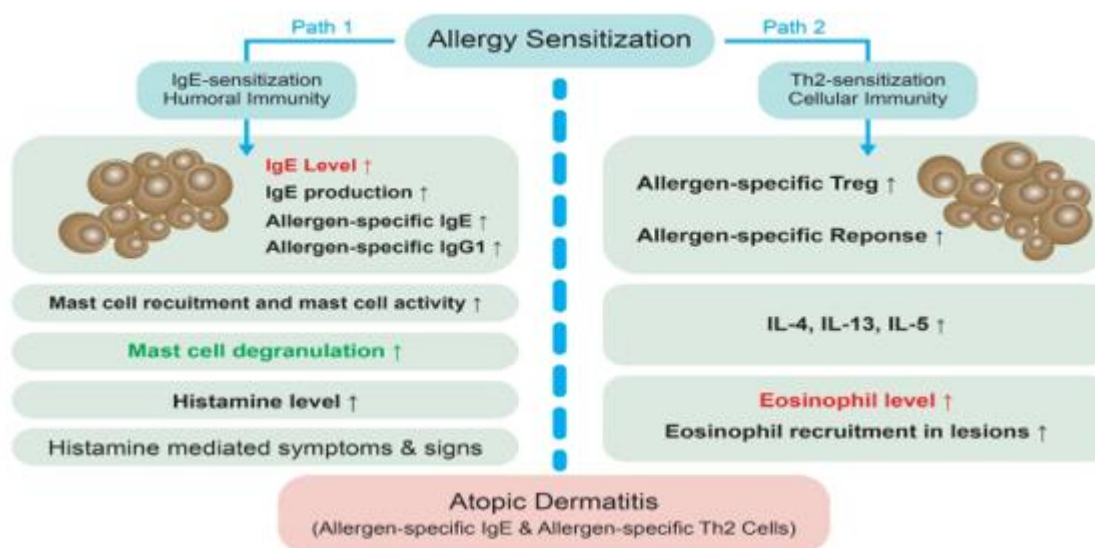 Path 1
Allergy Sensitization
Path 2
IgE-sensitization
Humoral Immunity
Th2-sensitization
Cellular Immunity
IgE Level ↑
IgE production ↑
Allergen-specific IgE ↑
Allergen-specific IgG1 ↑
Mast cell recruitment and mast cell activity ↑
Mast cell degranulation ↑
Histamine level ↑
Histamine mediated symptoms & signs
Allergen-specific Treg ↑
Allergen-specific Reponse ↑
IL-4, IL-13, IL-5 ↑
Eosinophil level ↑
Eosinophil recruitment in lesions ↑
Atopic Dermatitis
(Allergen-specific IgE & Allergen-specific Th2 Cells)